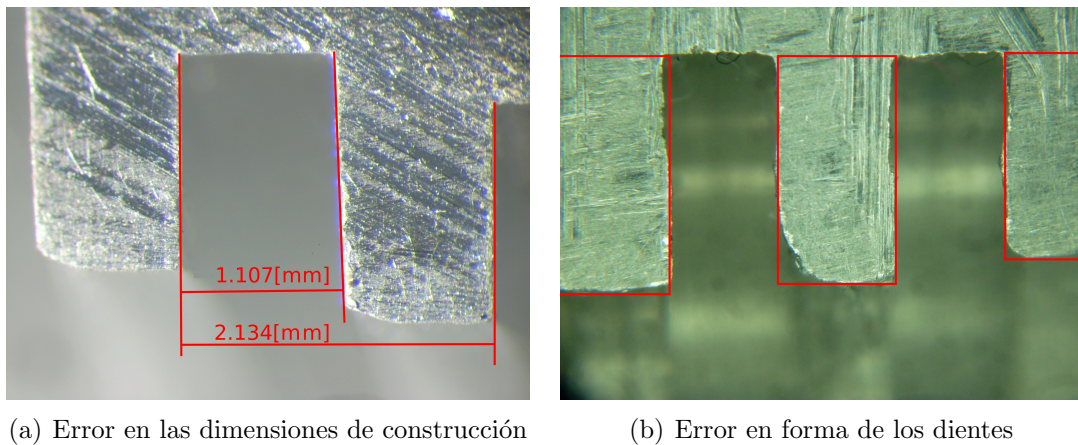 1.107[mm]
2.134[mm]
(a) Error en las dimensiones de construcción
(b) Error en forma de los dientes